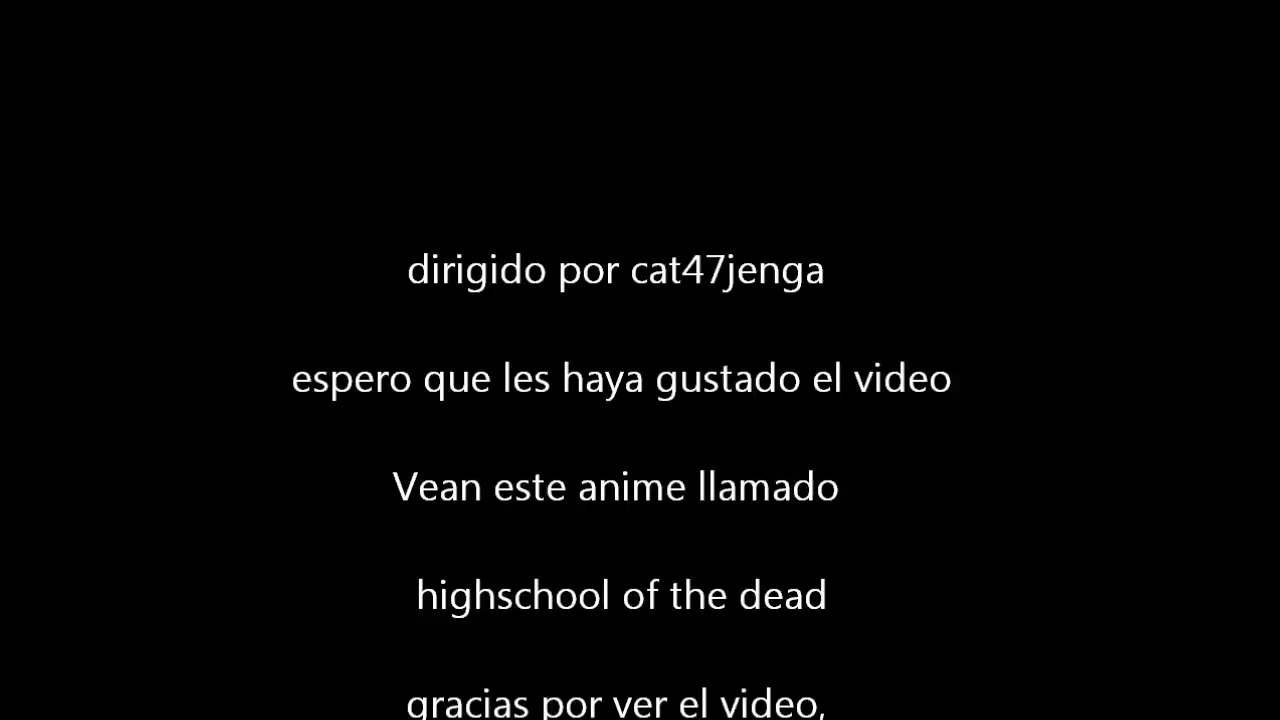 dirigido por cat47jenga
espero que les haya gustado el video
Vean este anime llamado
highschool of the dead
gracias por ver el video,